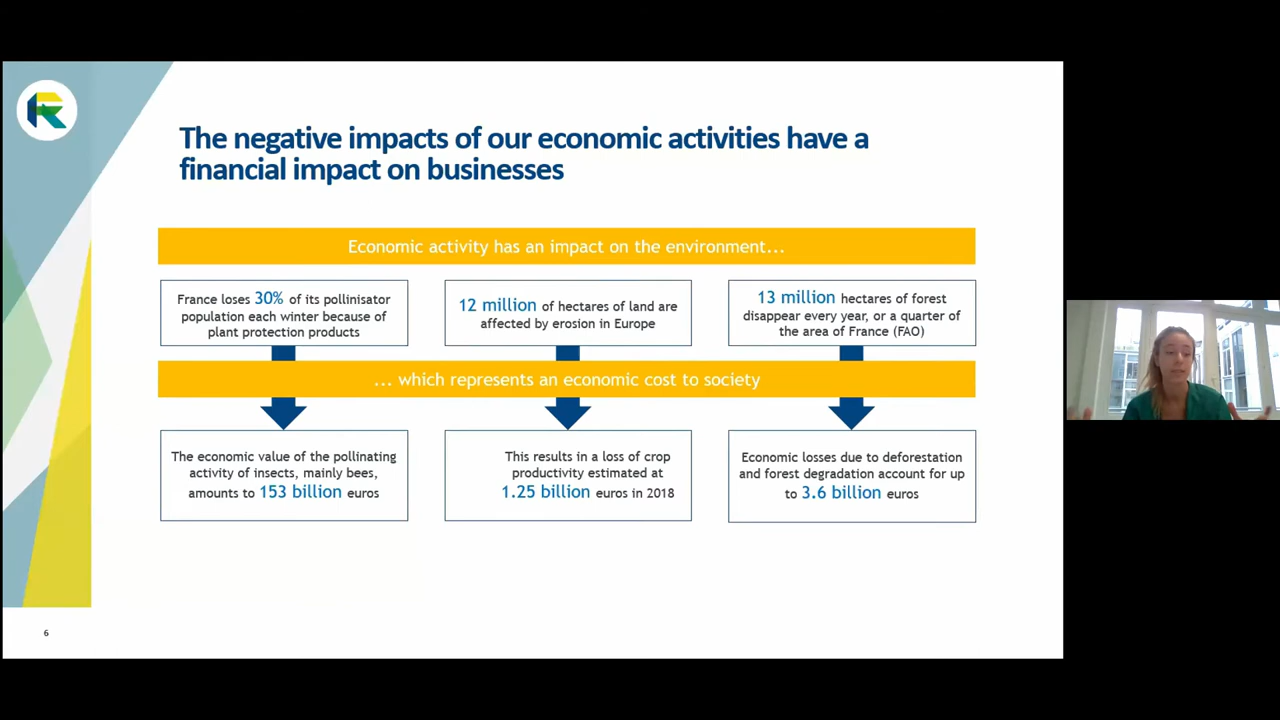 The negative impacts of our economic activities have a
financial impact on businesses
Economic activity has an impact on the environment...
France loses 30% of its pollinisator
population each winter because of
plant protection products
12 million of hectares of land are
affected by erosion in Europe
13 million hectares of forest
disappear every year, or a quarter of
the area of France (FAO)
... which represents an economic cost to society
The economic value of the pollinating
activity of insects, mainly bees,
amounts to 153 billion euros
This results in a loss of crop
productivity estimated at
1.25 billion euros in 2018
Economic losses due to deforestation
and forest degradation account for up
to 3.6 billion euros
6